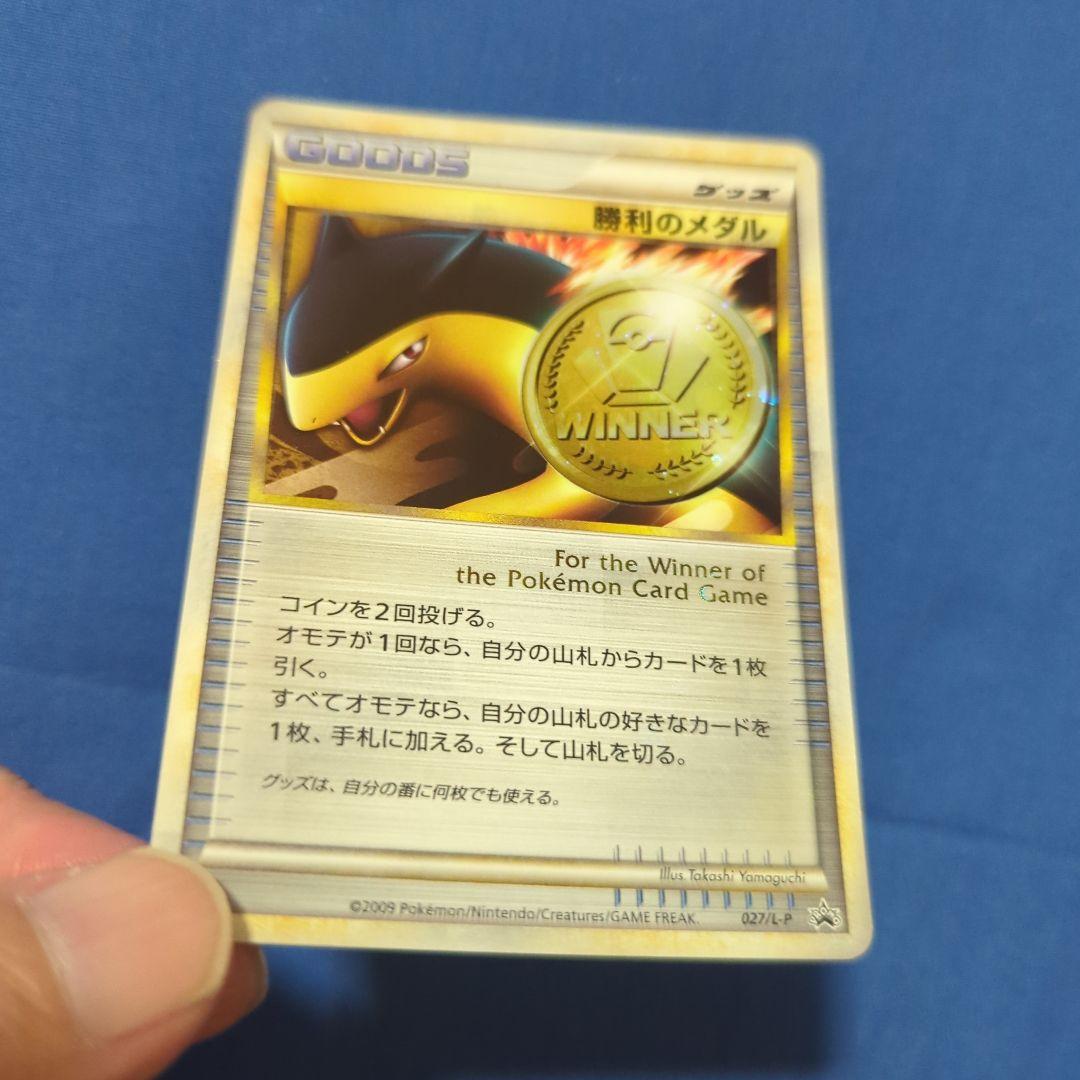 GOODS
グッズ
勝利のメダル
WINNER
For the Winner of
the Pokémon Card Game
コインを2回投げる。
オモテが1回なら、自分の山札からカードを1枚
引く。
すべてオモテなら、自分の山札の好きなカードを
1枚、手札に加える。そして山札を切る。
グッズは、自分の番に何枚でも使える。
Illus. Takashi Yamaguchi
©2009 Pokémon/Nintendo/Creatures/GAME FREAK.
027/L-P